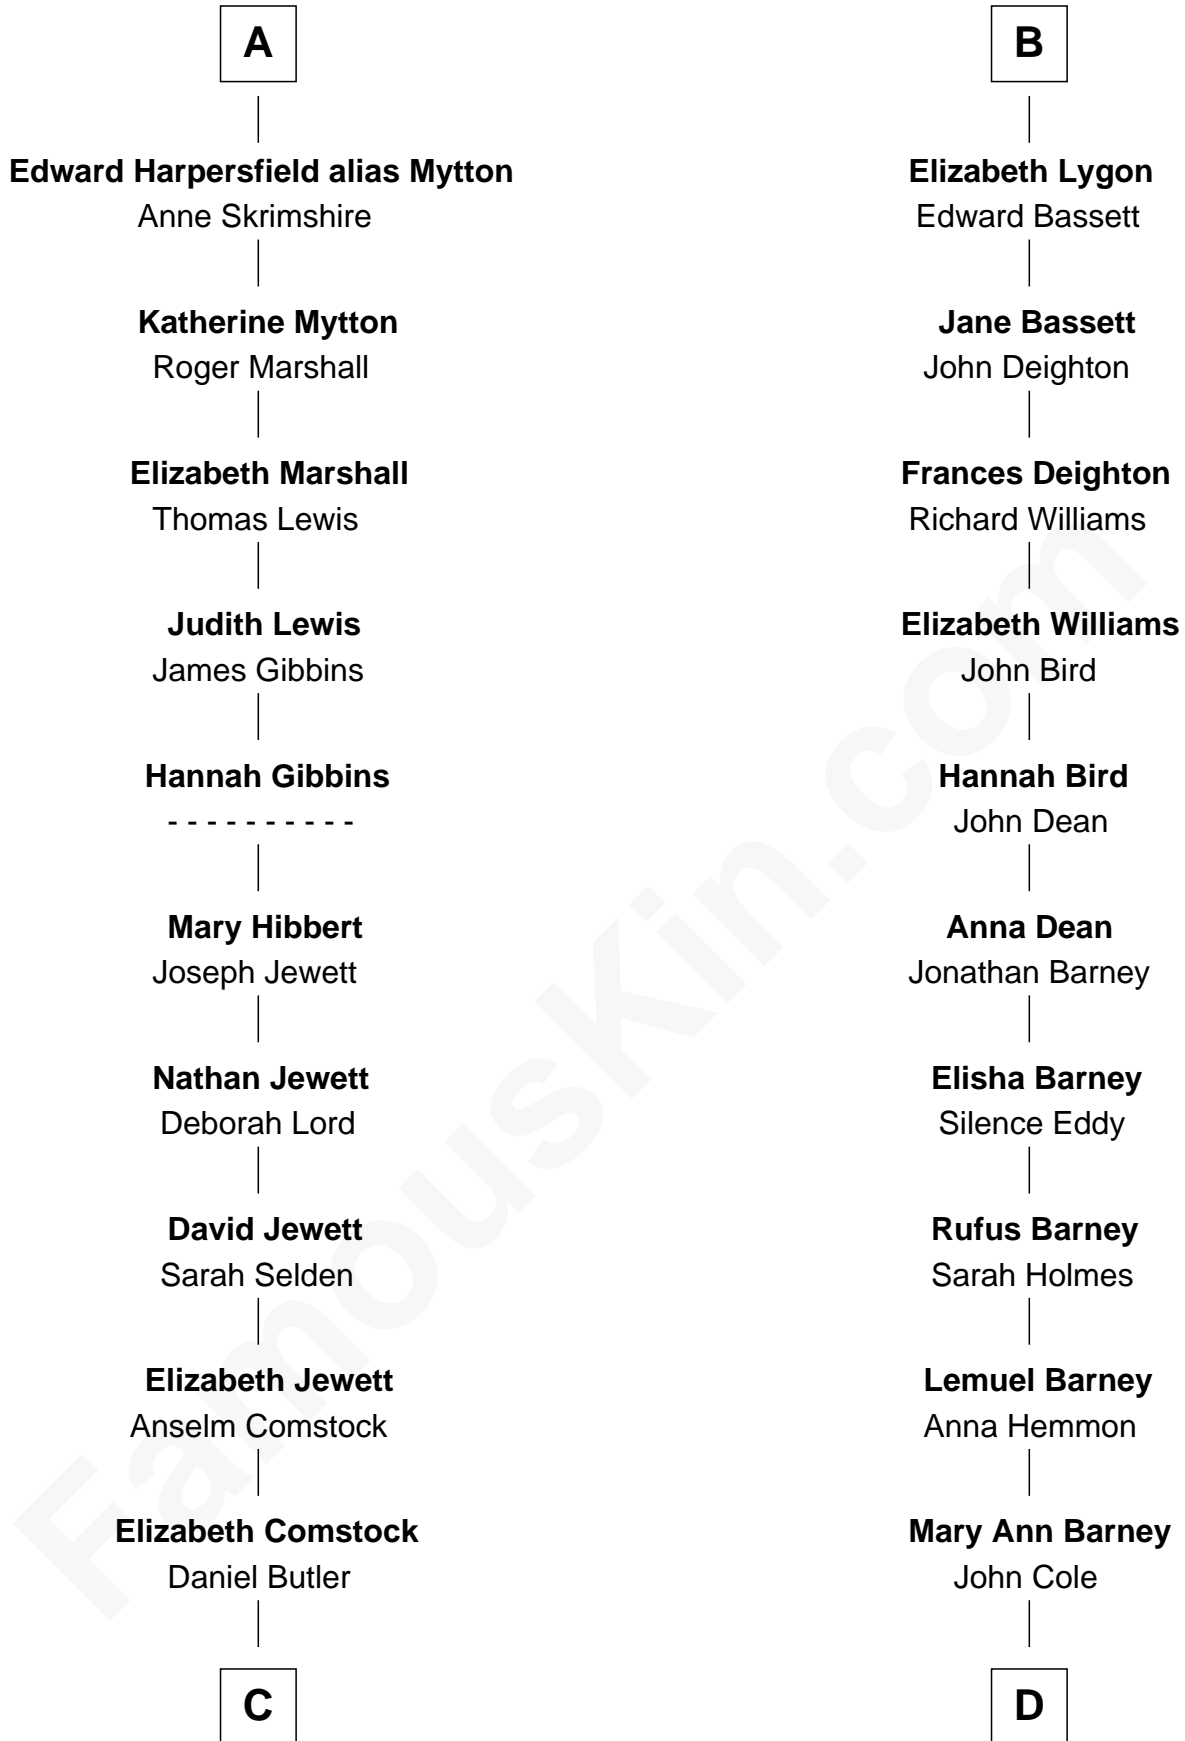 A
Edward Harpersfield alias Mytton
Anne Skrimshire
Katherine Mytton
Roger Marshall
Elizabeth Marshall
Thomas Lewis
Judith Lewis
James Gibbins
Hannah Gibbins
- - - - - - - - - -
Mary Hibbert
Joseph Jewett
Nathan Jewett
Deborah Lord
David Jewett
Sarah Selden
Elizabeth Jewett
Anselm Comstock
Elizabeth Comstock
Daniel Butler
C
B
Elizabeth Lygon
Edward Bassett
Jane Bassett
John Deighton
Frances Deighton
Richard Williams
Elizabeth Williams
John Bird
Hannah Bird
John Dean
Anna Dean
Jonathan Barney
Elisha Barney
Silence Eddy
Rufus Barney
Sarah Holmes
Lemuel Barney
Anna Hemmon
Mary Ann Barney
John Cole
D
FamousKin.com